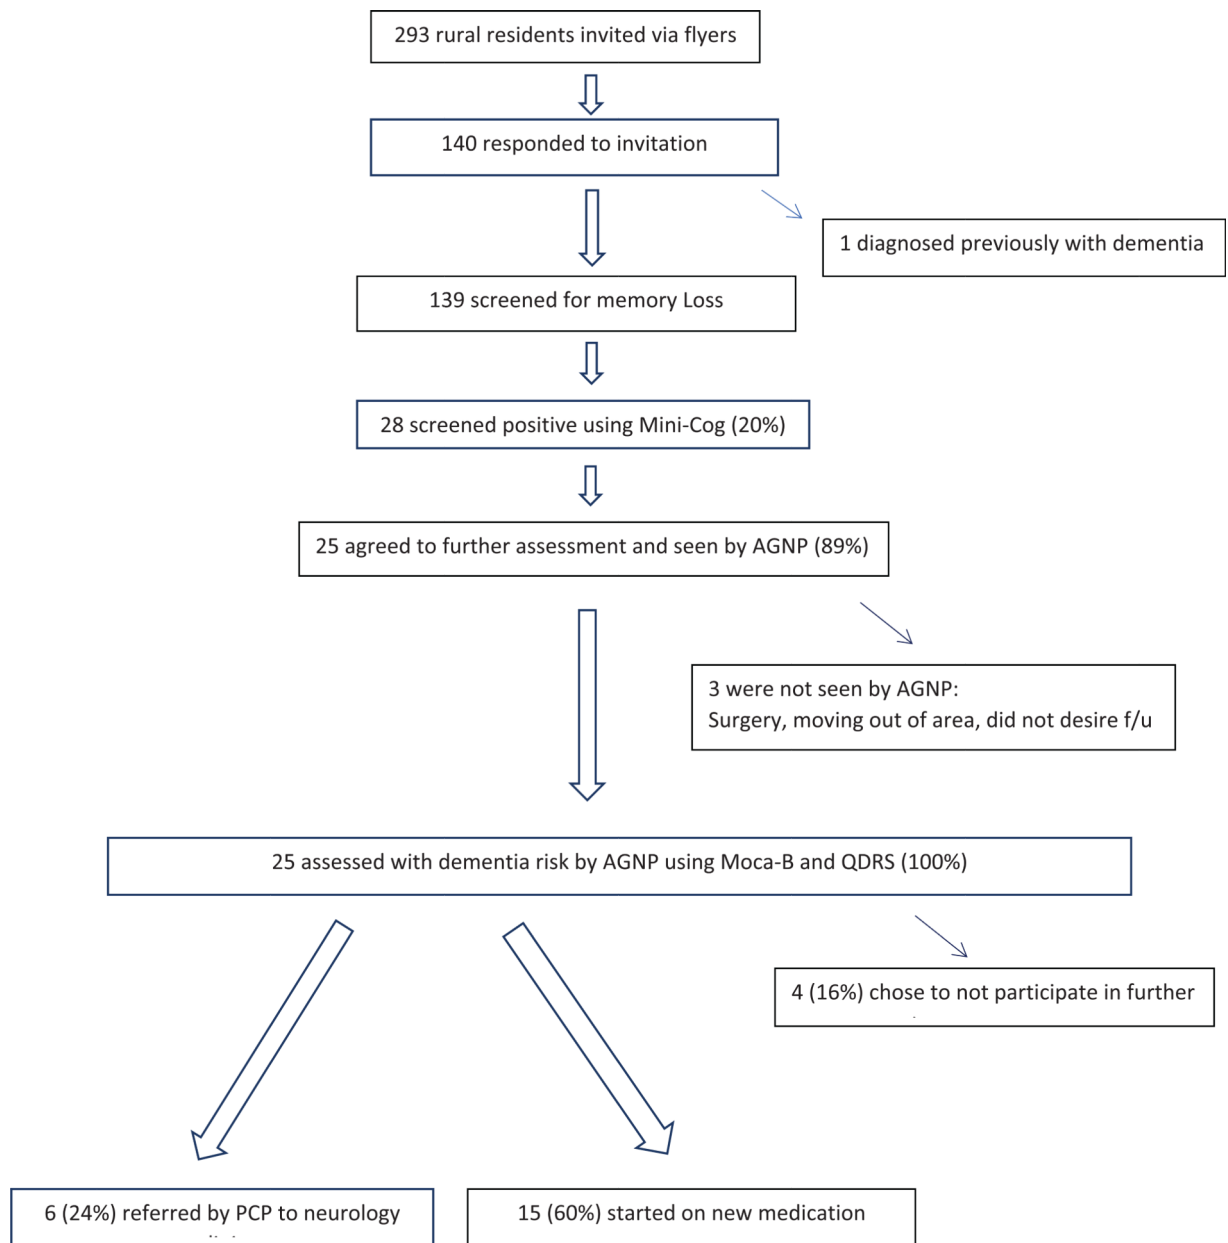 293 rural residents invited via flyers
140 responded to invitation
1 diagnosed previously with dementia
139 screened for memory Loss
28 screened positive using Mini-Cog (20%)
25 agreed to further assessment and seen by AGNP (89%)
3 were not seen by AGNP:
Surgery, moving out of area, did not desire f/u
25 assessed with dementia risk by AGNP using Moca-B and QDRS (100%)
4 (16%) chose to not participate in further
6 (24%) referred by PCP to neurology
15 (60%) started on new medication